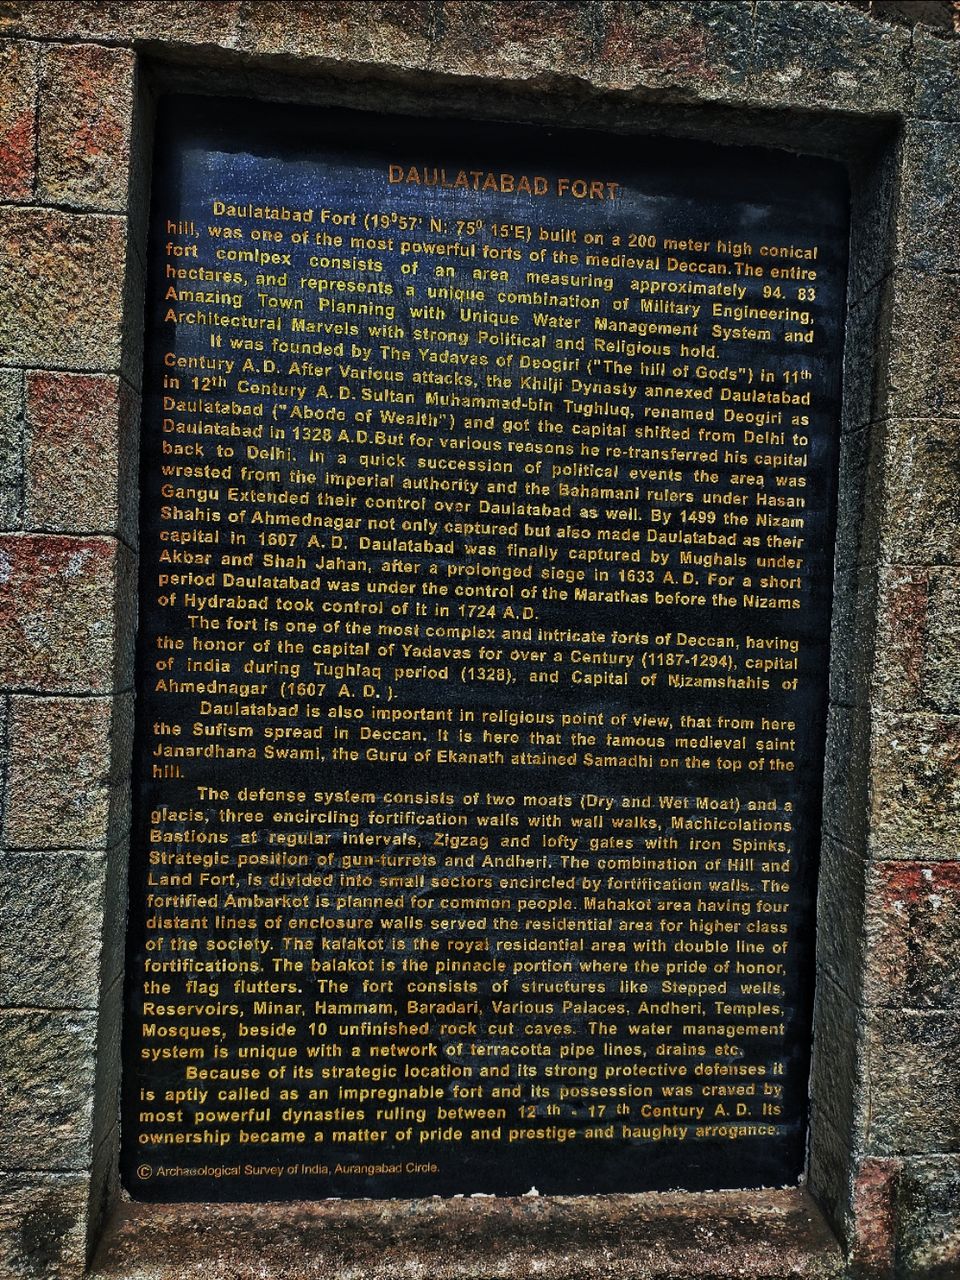 DAULATABAD FORT
Daulatabad Fort (19⁰57' N: 75⁰ 15'E) built on a 200 meter high conical
hill, was one of the most powerful forts of the medieval Deccan.The entire
fort comlpex consists of an area measuring approximately 94. 83
hectares, and represents a unique combination of Military Engineering,
Amazing Town Planning with Unique Water Management System and
Architectural Marvels with strong Political and Religious hold.
It was founded by The Yadavas of Deogiri ("The hill of Gods") in 11th
Century A.D. After Various attacks, the Khilji Dynasty annexed Daulatabad
in 12th Century A. D. Sultan Muhammad-bin Tughluq, renamed Deogiri as
Daulatabad ("Abode of Wealth") and got the capital shifted from Delhi to
Daulatabad in 1328 A.D.But for various reasons he re-transferred his capital
back to Delhi. In a quick succession of political events the area was
wrested from the imperial authority and the Bahamani rulers under Hasan
Gangu Extended their control over Daulatabad as well. By 1499 the Nizam
Shahis of Ahmednagar not only captured but also made Daulatabad as their
capital in 1607 A. D. Daulatabad was finally captured by Mughals under
Akbar and Shah Jahan, after a prolonged siege in 1633 A. D. For a short
period Daulatabad was under the control of the Marathas before the Nizams
of Hydrabad took control of it in 1724 A.D.
The fort is one of the most complex and intricate forts of Deccan, having
the honor of the capital of Yadavas for over a Century (1187-1294), capital
of india during Tughlaq period (1328), and Capital of Nizamshahis of
Ahmednagar (1607 A. D. ).
Daulatabad is also important in religious point of view, that from here
the Sufism spread in Deccan. It is here that the famous medieval saint
Janardhana Swami, the Guru of Ekanath attained Samadhi on the top of the
hill.
The defense system consists of two moats (Dry and Wet Moat) and a
glacis, three encircling fortification walls with wall walks, Machicolations
Bastions at regular intervals, Zigzag and lofty gates with iron Spinks,
Strategic position of gun-turrets and Andheri. The combination of Hill and
Land Fort, is divided into small sectors encircled by fortification walls. The
fortified Ambarkot is planned for common people. Mahakot area having four
distant lines of enclosure walls served the residential area for higher class
of the society. The kalakot is the royal residential area with double line of
fortifications. The balakot is the pinnacle portion where the pride of honor,
the flag flutters. The fort consists of structures like Stepped wells,
Reservoirs, Minar, Hammam, Baradari, Various Palaces, Andheri, Temples,
Mosques, beside 10 unfinished rock cut caves. The water management
system is unique with a network of terracotta pipe lines, drains etc.
Because of its strategic location and its strong protective defenses it
is aptly called as an impregnable fort and its possession was craved by
most powerful dynasties ruling between 12 th - 17 th Century A. D. Its
ownership became a matter of pride and prestige and haughty arrogance.
© Archaeological Survey of India, Aurangabad Circle.